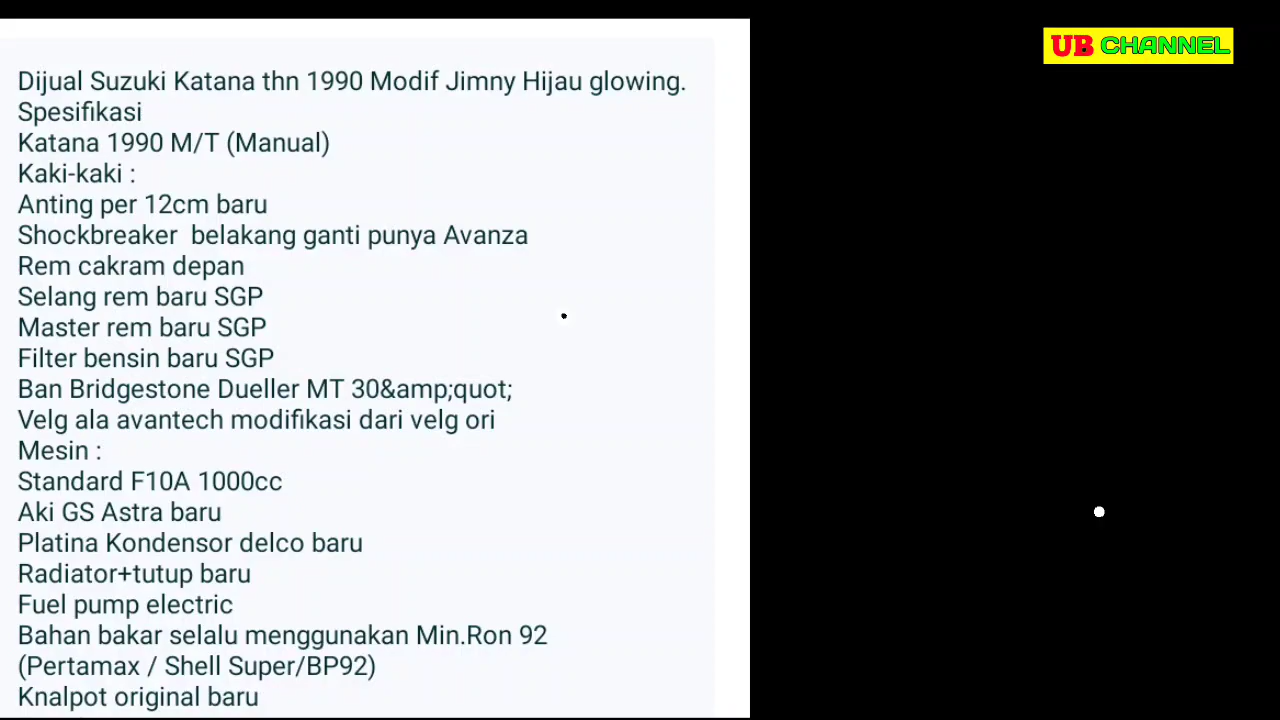 UB CHANNEL
Dijual Suzuki Katana thn 1990 Modif Jimny Hijau glowing.
Spesifikasi
Katana 1990 M/T (Manual)
Kaki-kaki :
Anting per 12cm baru
Shockbreaker  belakang ganti punya Avanza
Rem cakram depan
Selang rem baru SGP
Master rem baru SGP
Filter bensin baru SGP
Ban Bridgestone Dueller MT 30&amp;quot;
Velg ala avantech modifikasi dari velg ori
Mesin :
Standard F10A 1000cc
Aki GS Astra baru
Platina Kondensor delco baru
Radiator+tutup baru
Fuel pump electric
Bahan bakar selalu menggunakan Min.Ron 92
(Pertamax / Shell Super/BP92)
Knalpot original baru